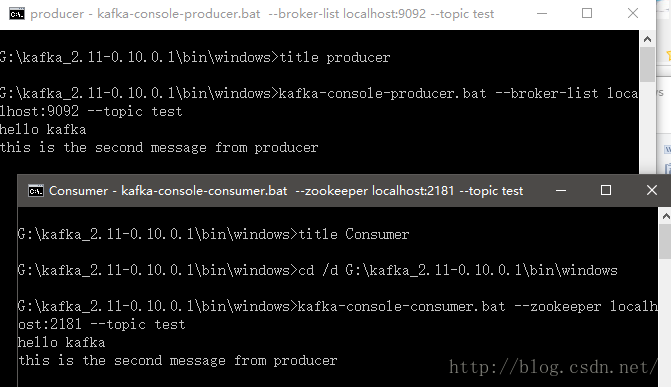 producer - kafka-console-producer.bat --broker-list localhost:9092 --topic test
G:\kafka_2.11-0.10.0.1\bin\windows>title producer
G:\kafka_2.11-0.10.0.1\bin\windows>kafka-console-producer.bat --broker-list loca
lhost:9092 --topic test
hello kafka
this is the second message from producer
Consumer - kafka-console-consumer.bat --zookeeper localhost:2181 --topic test
G:\kafka_2.11-0.10.0.1\bin\windows>title Consumer
G:\kafka_2.11-0.10.0.1\bin\windows>cd /d G:\kafka_2.11-0.10.0.1\bin\windows
G:\kafka_2.11-0.10.0.1\bin\windows>kafka-console-consumer.bat --zookeeper localh
ost:2181 --topic test
hello kafka
this is the second message from producer
http://blog.csdn.net/